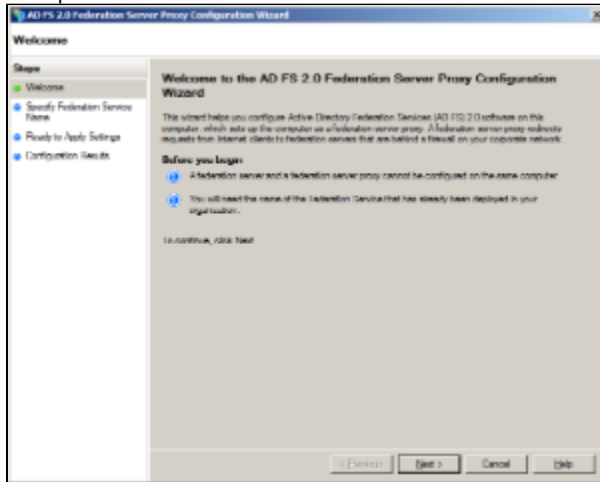 AD FS 2.0 Federation Server Proxy Configuration Wizard
Welcome
Steps
Welcome
Specify Federation Service
Name
Ready to Apply Settings
Configuration Results
Welcome to the AD FS 2.0 Federation Server Proxy Configuration
Wizard
This wizard helps you configure Active Directory Federation Services (AD FS) 2.0 software on this
computer, which sets up the computer as a federation server proxy. A federation server proxy redirects
requests from Internet clients to federation servers that are behind a firewall on your corporate network.
Before you begin
A federation server and a federation server proxy cannot be configured on the same computer
You will need the name of the Federation Service that has already been deployed in your
organization.
To continue, click Next
< Previous
Next >
Cancel
Help